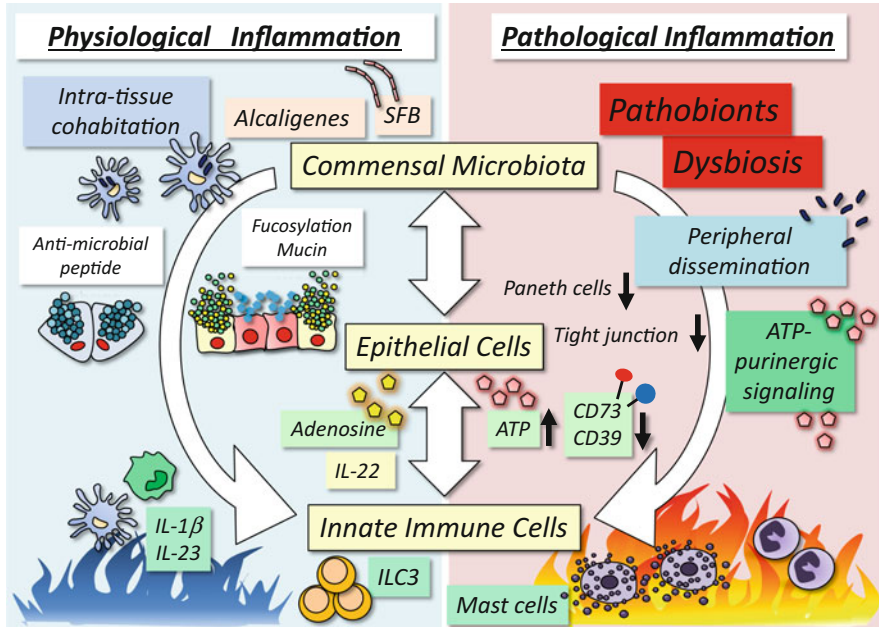 Physiological Inflammation
Pathological Inflammation
Intra-tissue
cohabitation
Alcaligenes
SFB
Pathobionts
Dysbiosis
Commensal Microbiota
Anti-microbial
peptide
Fucosylation
Mucin
Peripheral
dissemination
Paneth cells
Tight junction
Epithelial Cells
ATP-
purinergic
signaling
Adenosine
IL-22
ATP
CD73
CD39
IL-1β
IL-23
Innate Immune Cells
ILC3
Mast cells